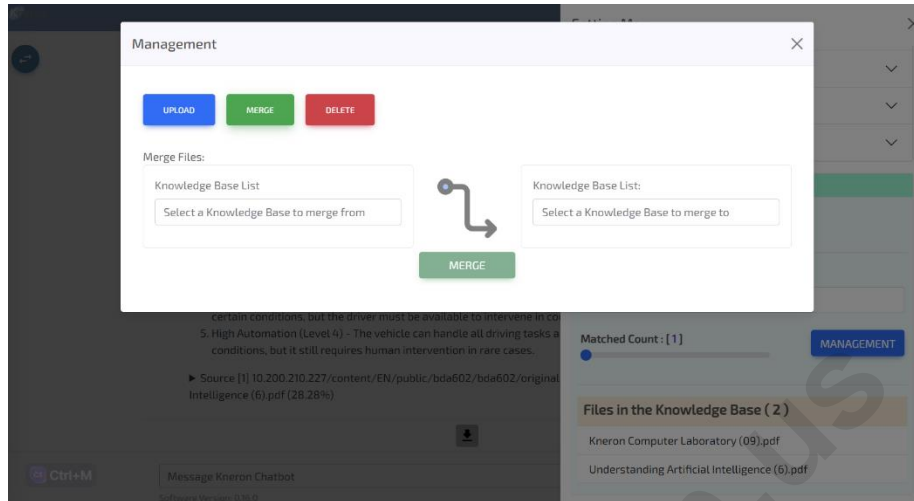 Management
UPLOAD
MERGE
DELETE
Merge Files:
Knowledge Base List
Select a Knowledge Base to merge from
Knowledge Base List:
Select a Knowledge Base to merge to
MERGE
certain conditions, but the driver must be available to intervene in co
5. High Automation (Level 4) - The vehicle can handle all driving tasks a
conditions, but it still requires human intervention in rare cases.
▶ Source [1] 10.200.210.227/content/EN/public/bda602/bda602/original
Intelligence (6).pdf (28.28%)
Matched Count : [ 1 ]
MANAGEMENT
Files in the Knowledge Base ( 2 )
Kneron Computer Laboratory (09).pdf
Understanding Artificial Intelligence (6).pdf
Ctrl+M
Message Kneron Chatbot